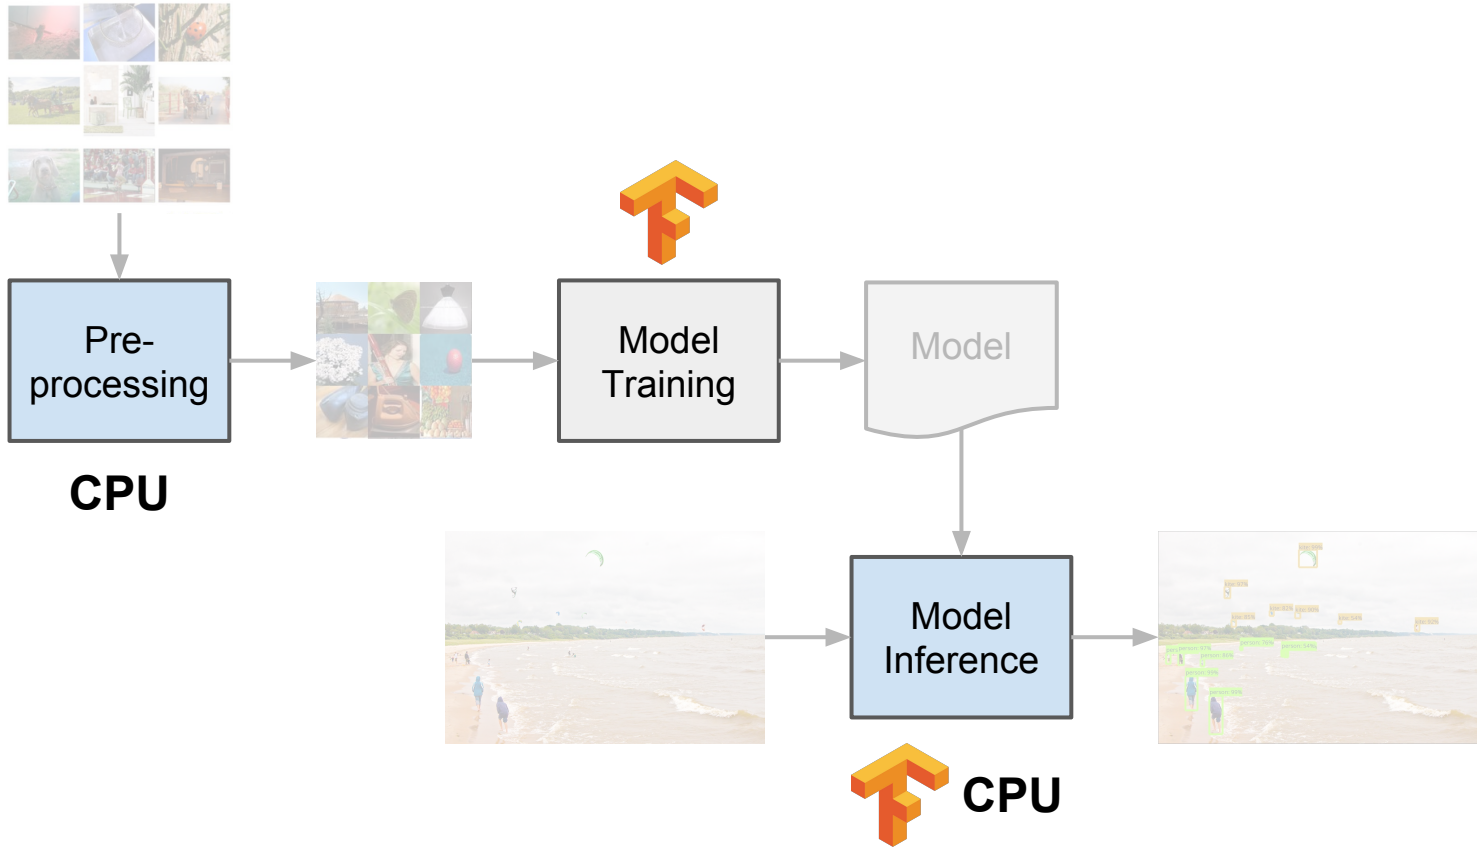 Pre-
processing
CPU
Model
Training
Model
Model
Inference
CPU